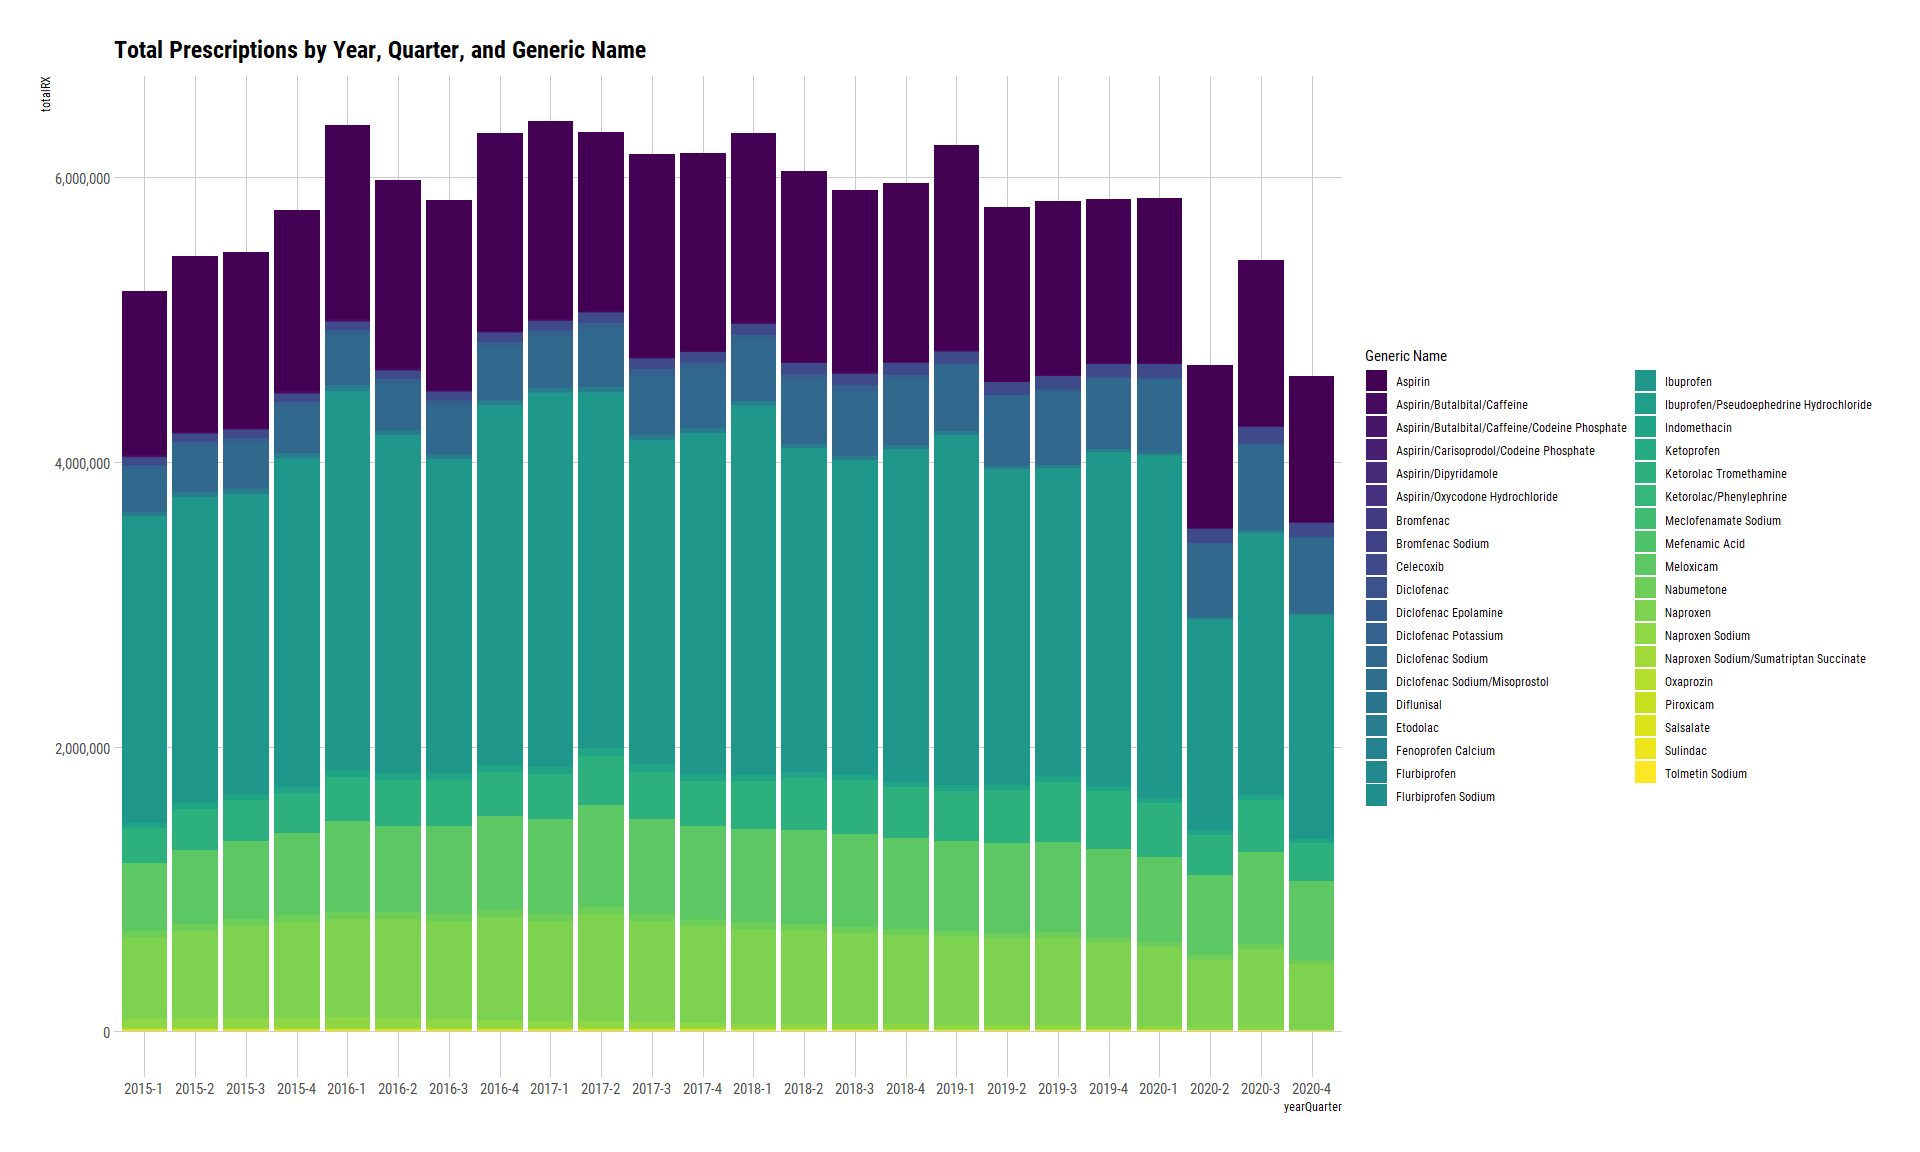 Total Prescriptions by Year, Quarter, and Generic Name
totalRX
6,000,000
4,000,000
2,000,000
0
2015-1 2015-2 2015-3 2015-4 2016-1 2016-2 2016-3 2016-4 2017-1 2017-2 2017-3 2017-4 2018-1 2018-2 2018-3 2018-4 2019-1 2019-2 2019-3 2019-4 2020-1 2020-2 2020-3 2020-4
yearQuarter
Generic Name
Aspirin
Aspirin/Butalbital/Caffeine
Aspirin/Butalbital/Caffeine/Codeine Phosphate
Aspirin/Carisoprodol/Codeine Phosphate
Aspirin/Dipyridamole
Aspirin/Oxycodone Hydrochloride
Bromfenac
Bromfenac Sodium
Celecoxib
Diclofenac
Diclofenac Epolamine
Diclofenac Potassium
Diclofenac Sodium
Diclofenac Sodium/Misoprostol
Diflunisal
Etodolac
Fenoprofen Calcium
Flurbiprofen
Flurbiprofen Sodium
Ibuprofen
Ibuprofen/Pseudoephedrine Hydrochloride
Indomethacin
Ketoprofen
Ketorolac Tromethamine
Ketorolac/Phenylephrine
Meclofenamate Sodium
Mefenamic Acid
Meloxicam
Nabumetone
Naproxen
Naproxen Sodium
Naproxen Sodium/Sumatriptan Succinate
Oxaprozin
Piroxicam
Salsalate
Sulindac
Tolmetin Sodium